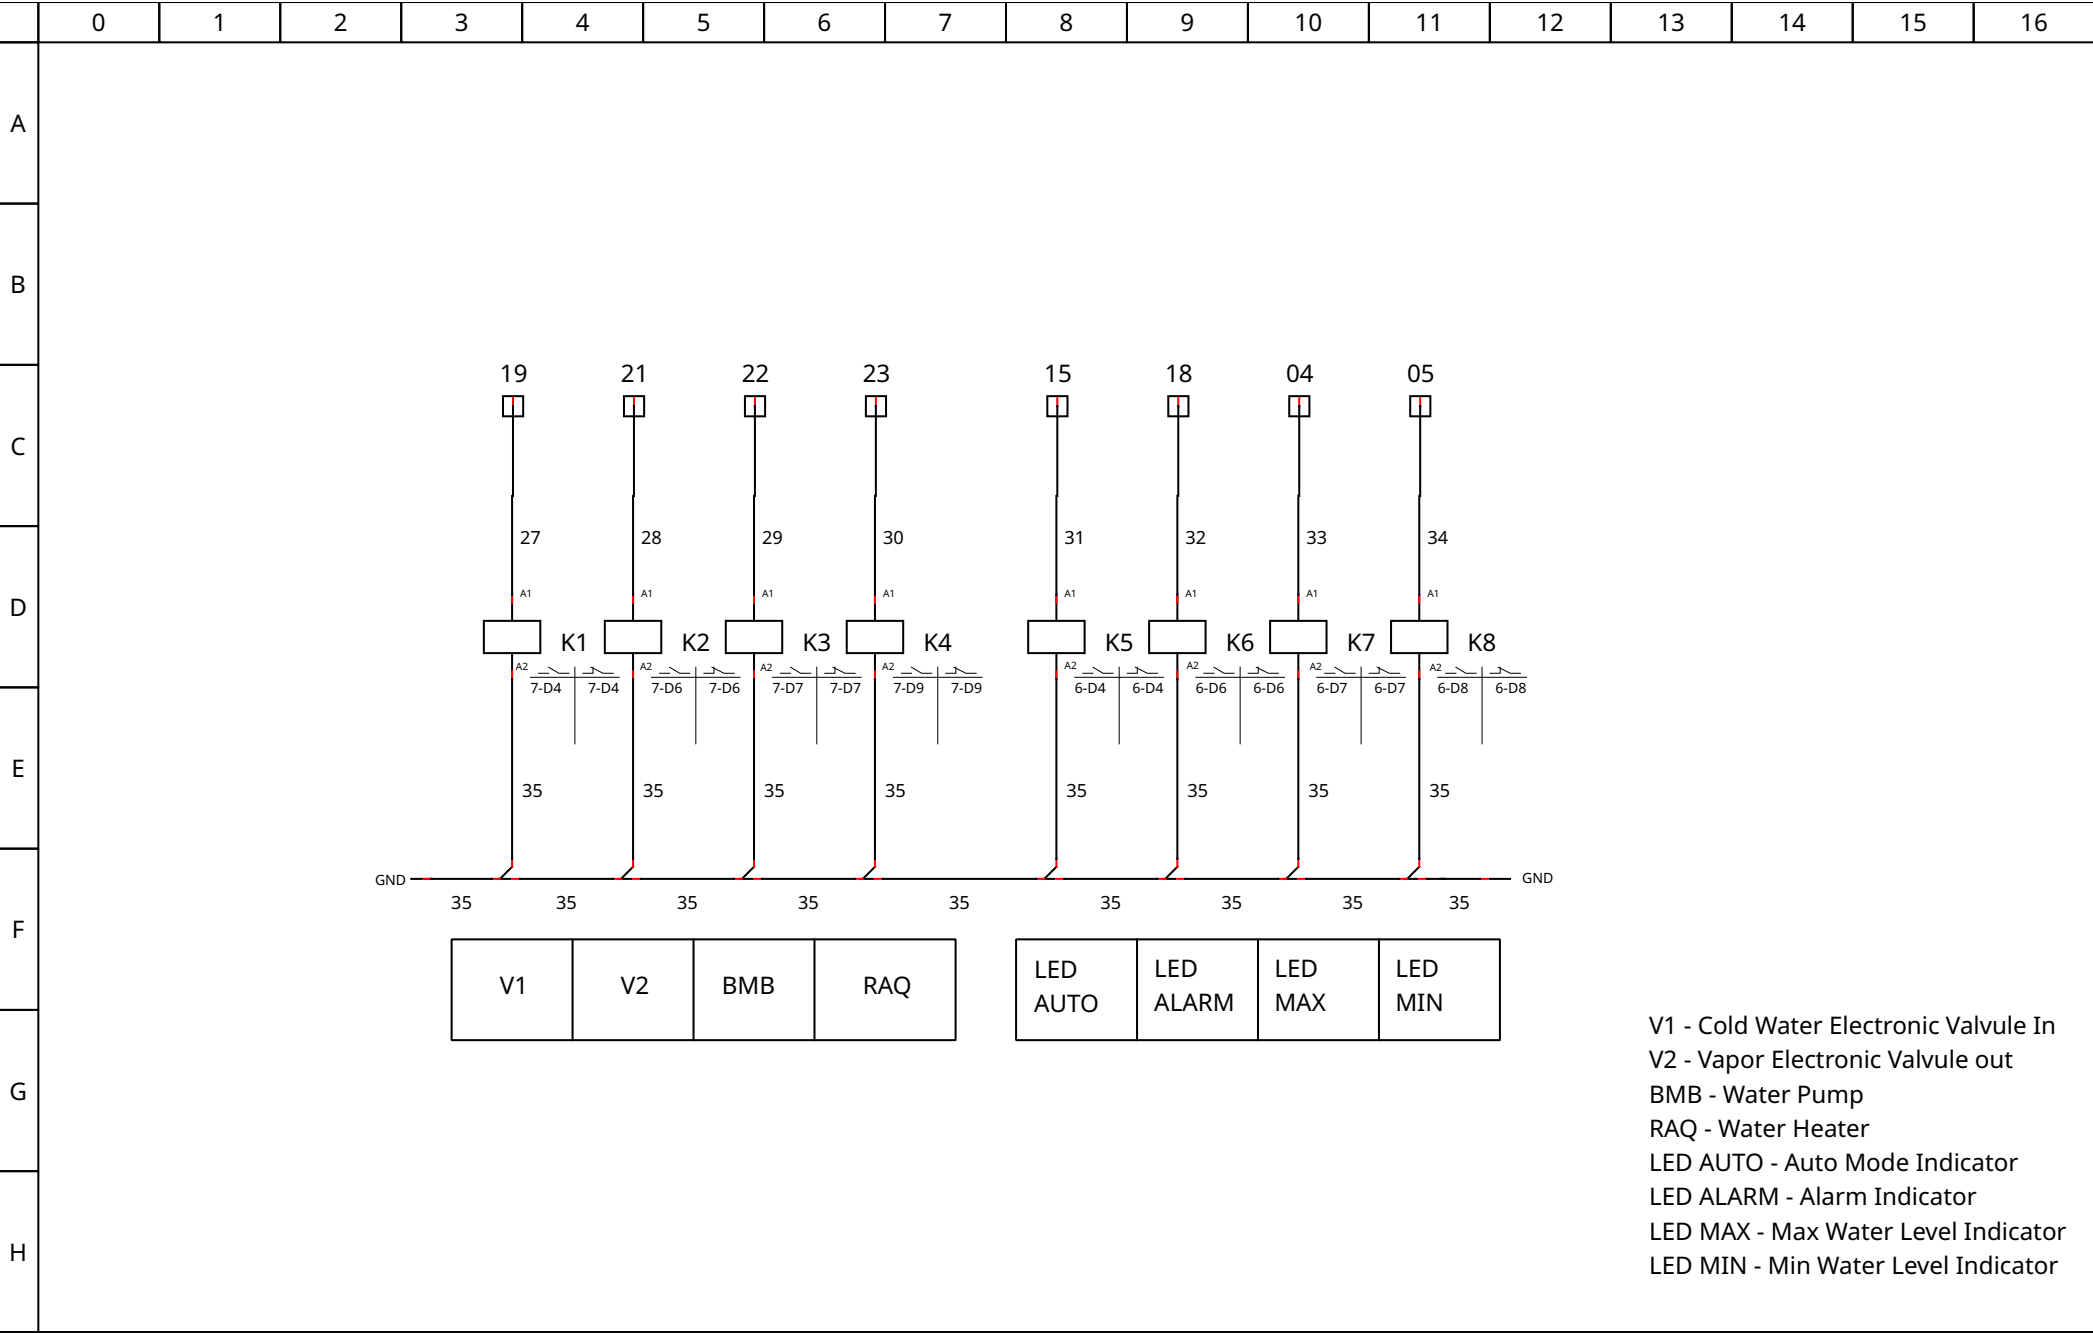 0 1 2 3 4 5 6 7 8 9 10 11 12 13 14 15 16
A
B
19 21 22 23 15 18 04 05
C
27 28 29 30 31 32 33 34
A1 A1 A1 A1 A1 A1 A1 A1
D
K1 K2 K3 K4 K5 K6 K7 K8
A2 A2 A2 A2 A2 A2 A2 A2
7-D4 7-D4 7-D6 7-D6 7-D7 7-D7 7-D9 7-D9 6-D4 6-D4 6-D6 6-D6 6-D7 6-D7 6-D8 6-D8
E
35 35 35 35 35 35 35 35
GND GND
35 35 35 35 35 35 35 35 35
F
V1 V2 BMB RAQ
LED
AUTO
LED
ALARM
LED
MAX
LED
MIN
V1 - Cold Water Electronic Valvule In
V2 - Vapor Electronic Valvule out
G
BMB - Water Pump
RAQ - Water Heater
LED AUTO - Auto Mode Indicator
LED ALARM - Alarm Indicator
LED MAX - Max Water Level Indicator
H
LED MIN - Min Water Level Indicator